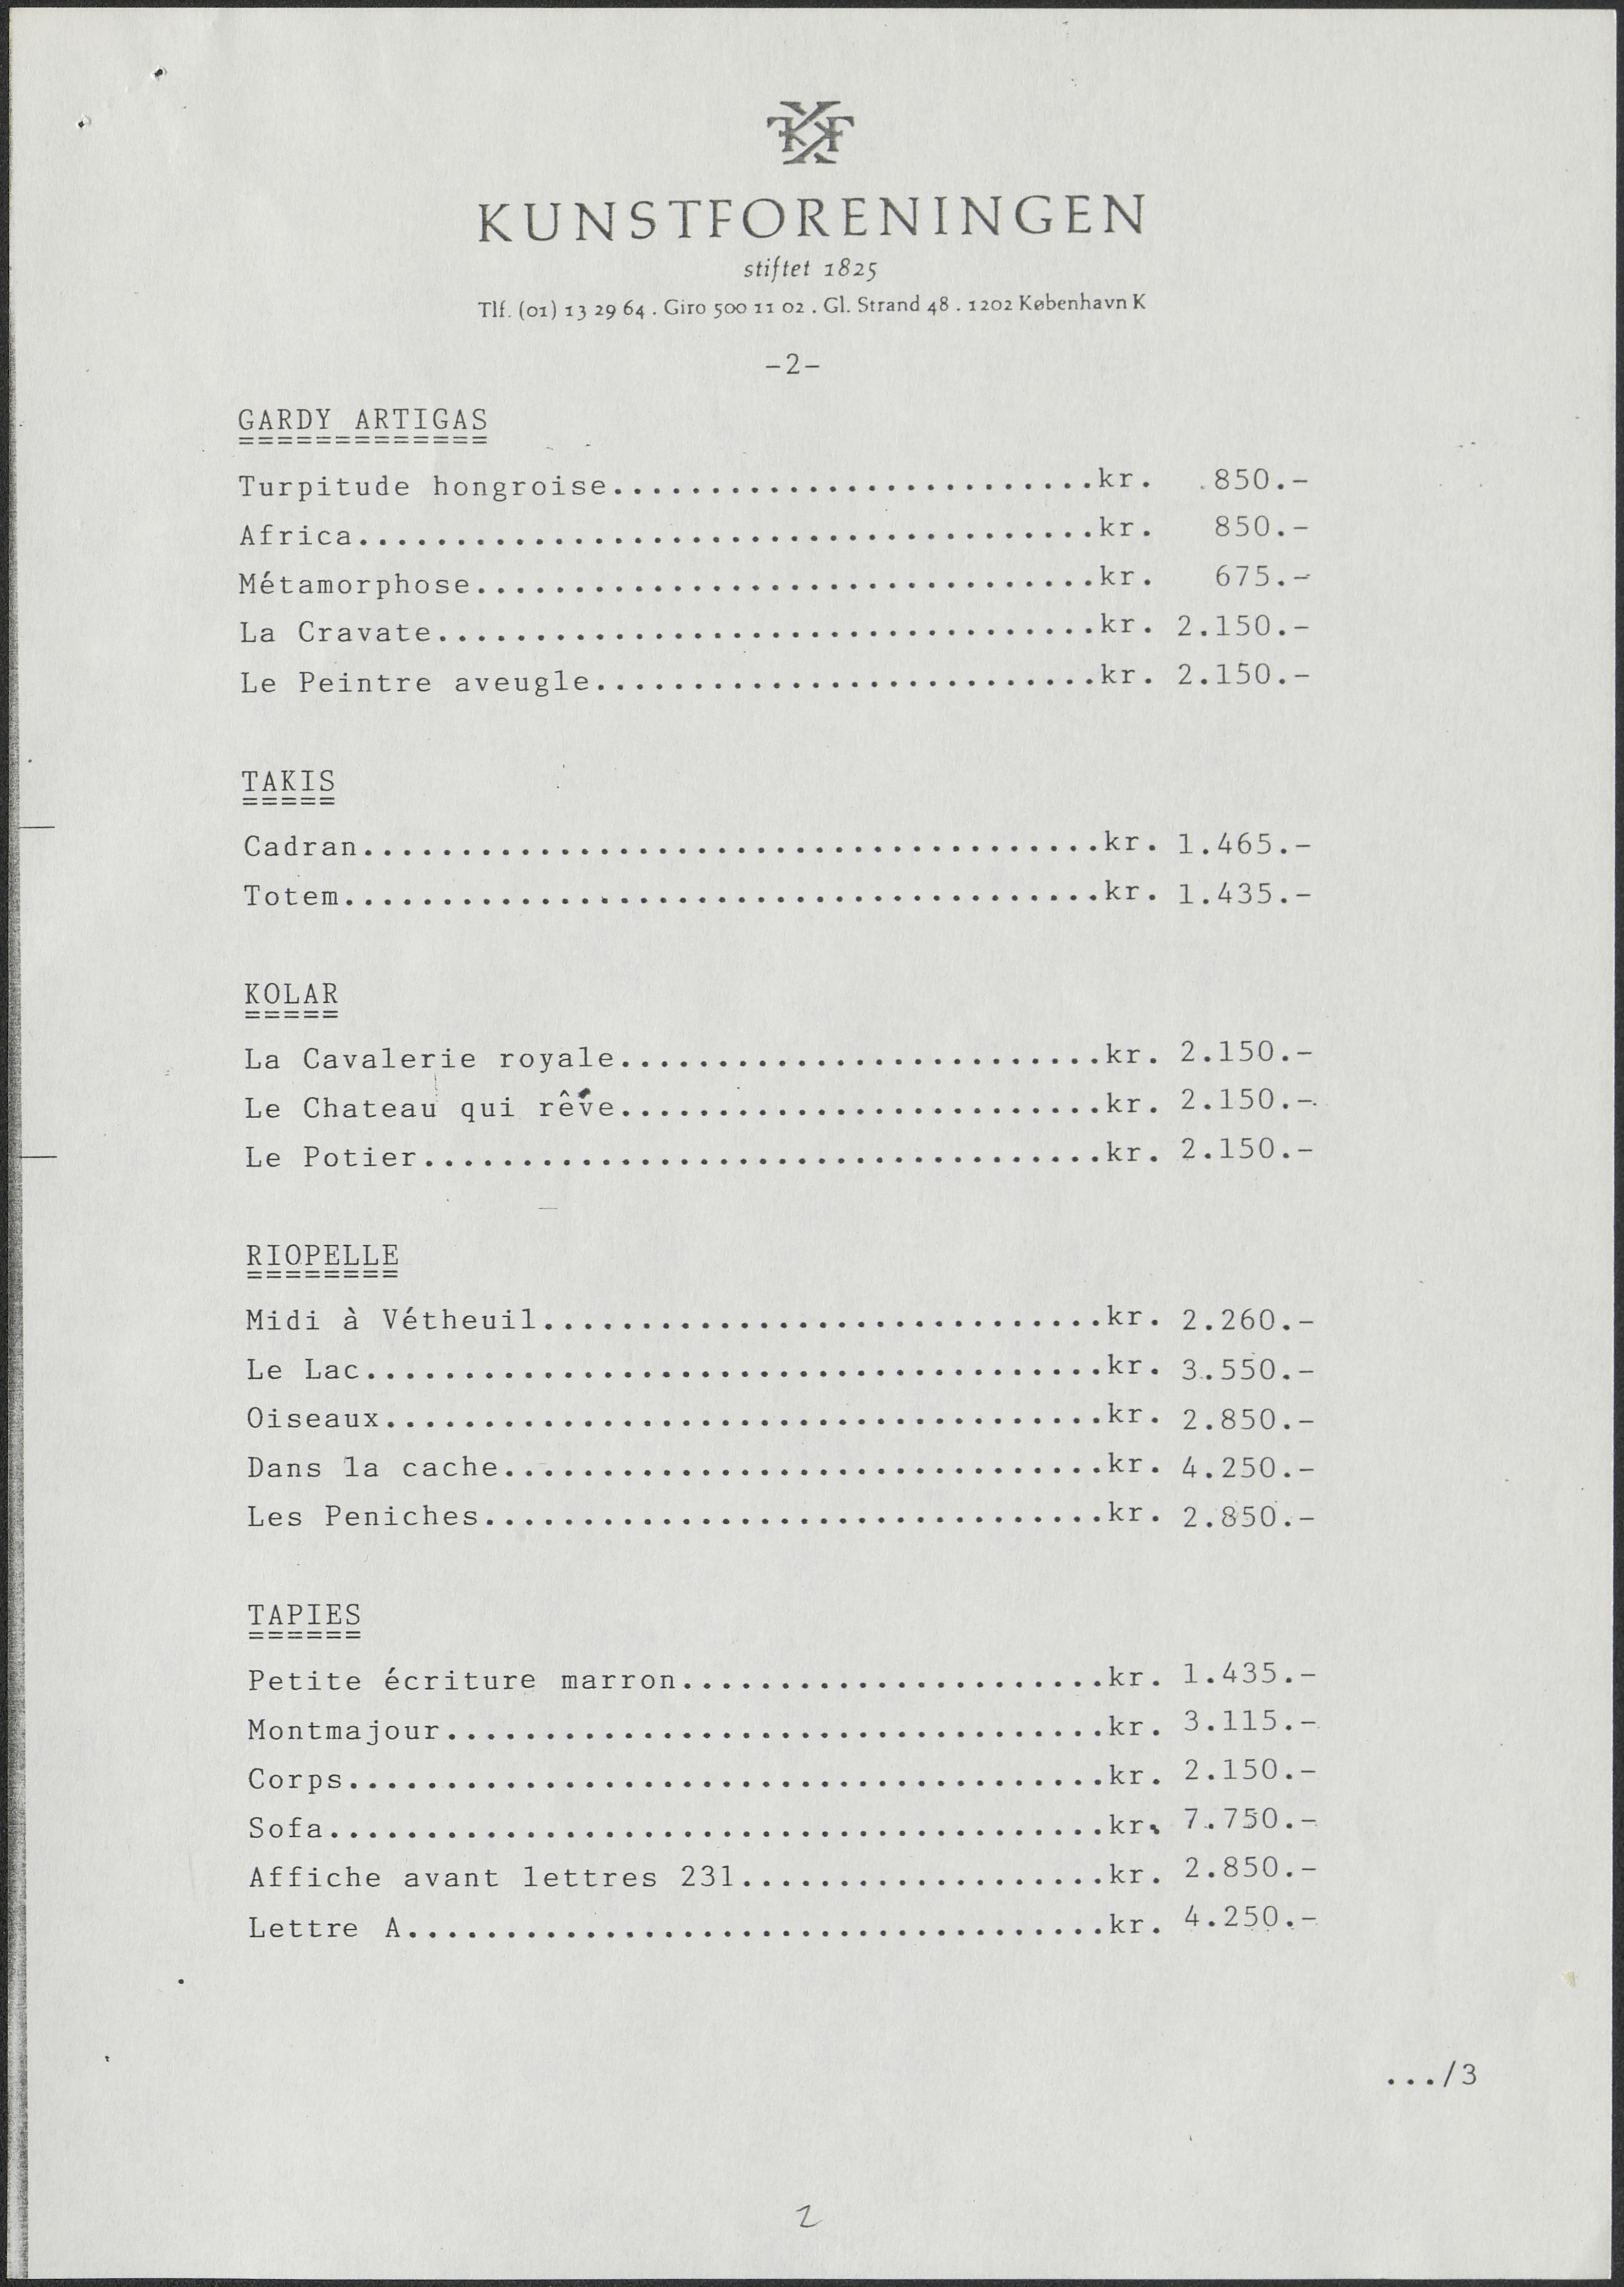 KUNSTFORENINGEN
stiftet 1825
Tlf. (01) 13 29 64 . Giro 500 11 02 . Gl. Strand 48 . 1202 København K
-2-
GARDY ARTIGAS
=============
Turpitude hongroise.........................kr. 850.-
Africa......................................kr. 850.-
Métamorphose................................kr. 675.-
La Cravate..................................kr. 2.150.-
Le Peintre aveugle..........................kr. 2.150.-
TAKIS
=====
Cadran......................................kr. 1.465.-
Totem.......................................kr. 1.435.-
KOLAR
=====
La Cavalerie royale.........................kr. 2.150.-
Le Chateau qui rêve.........................kr. 2.150.-
Le Potier...................................kr. 2.150.-
RIOPELLE
========
Midi à Vétheuil.............................kr. 2.260.-
Le Lac......................................kr. 3.550.-
Oiseaux.....................................kr. 2.850.-
Dans la cache...............................kr. 4.250.-
Les Peniches................................kr. 2.850.-
TAPIES
======
Petite écriture marron......................kr. 1.435.-
Montmajour..................................kr. 3.115.-
Corps.......................................kr. 2.150.-
Sofa........................................kr. 7.750.-
Affiche avant lettres 231...................kr. 2.850.-
Lettre A....................................kr. 4.250.-
.../3
2